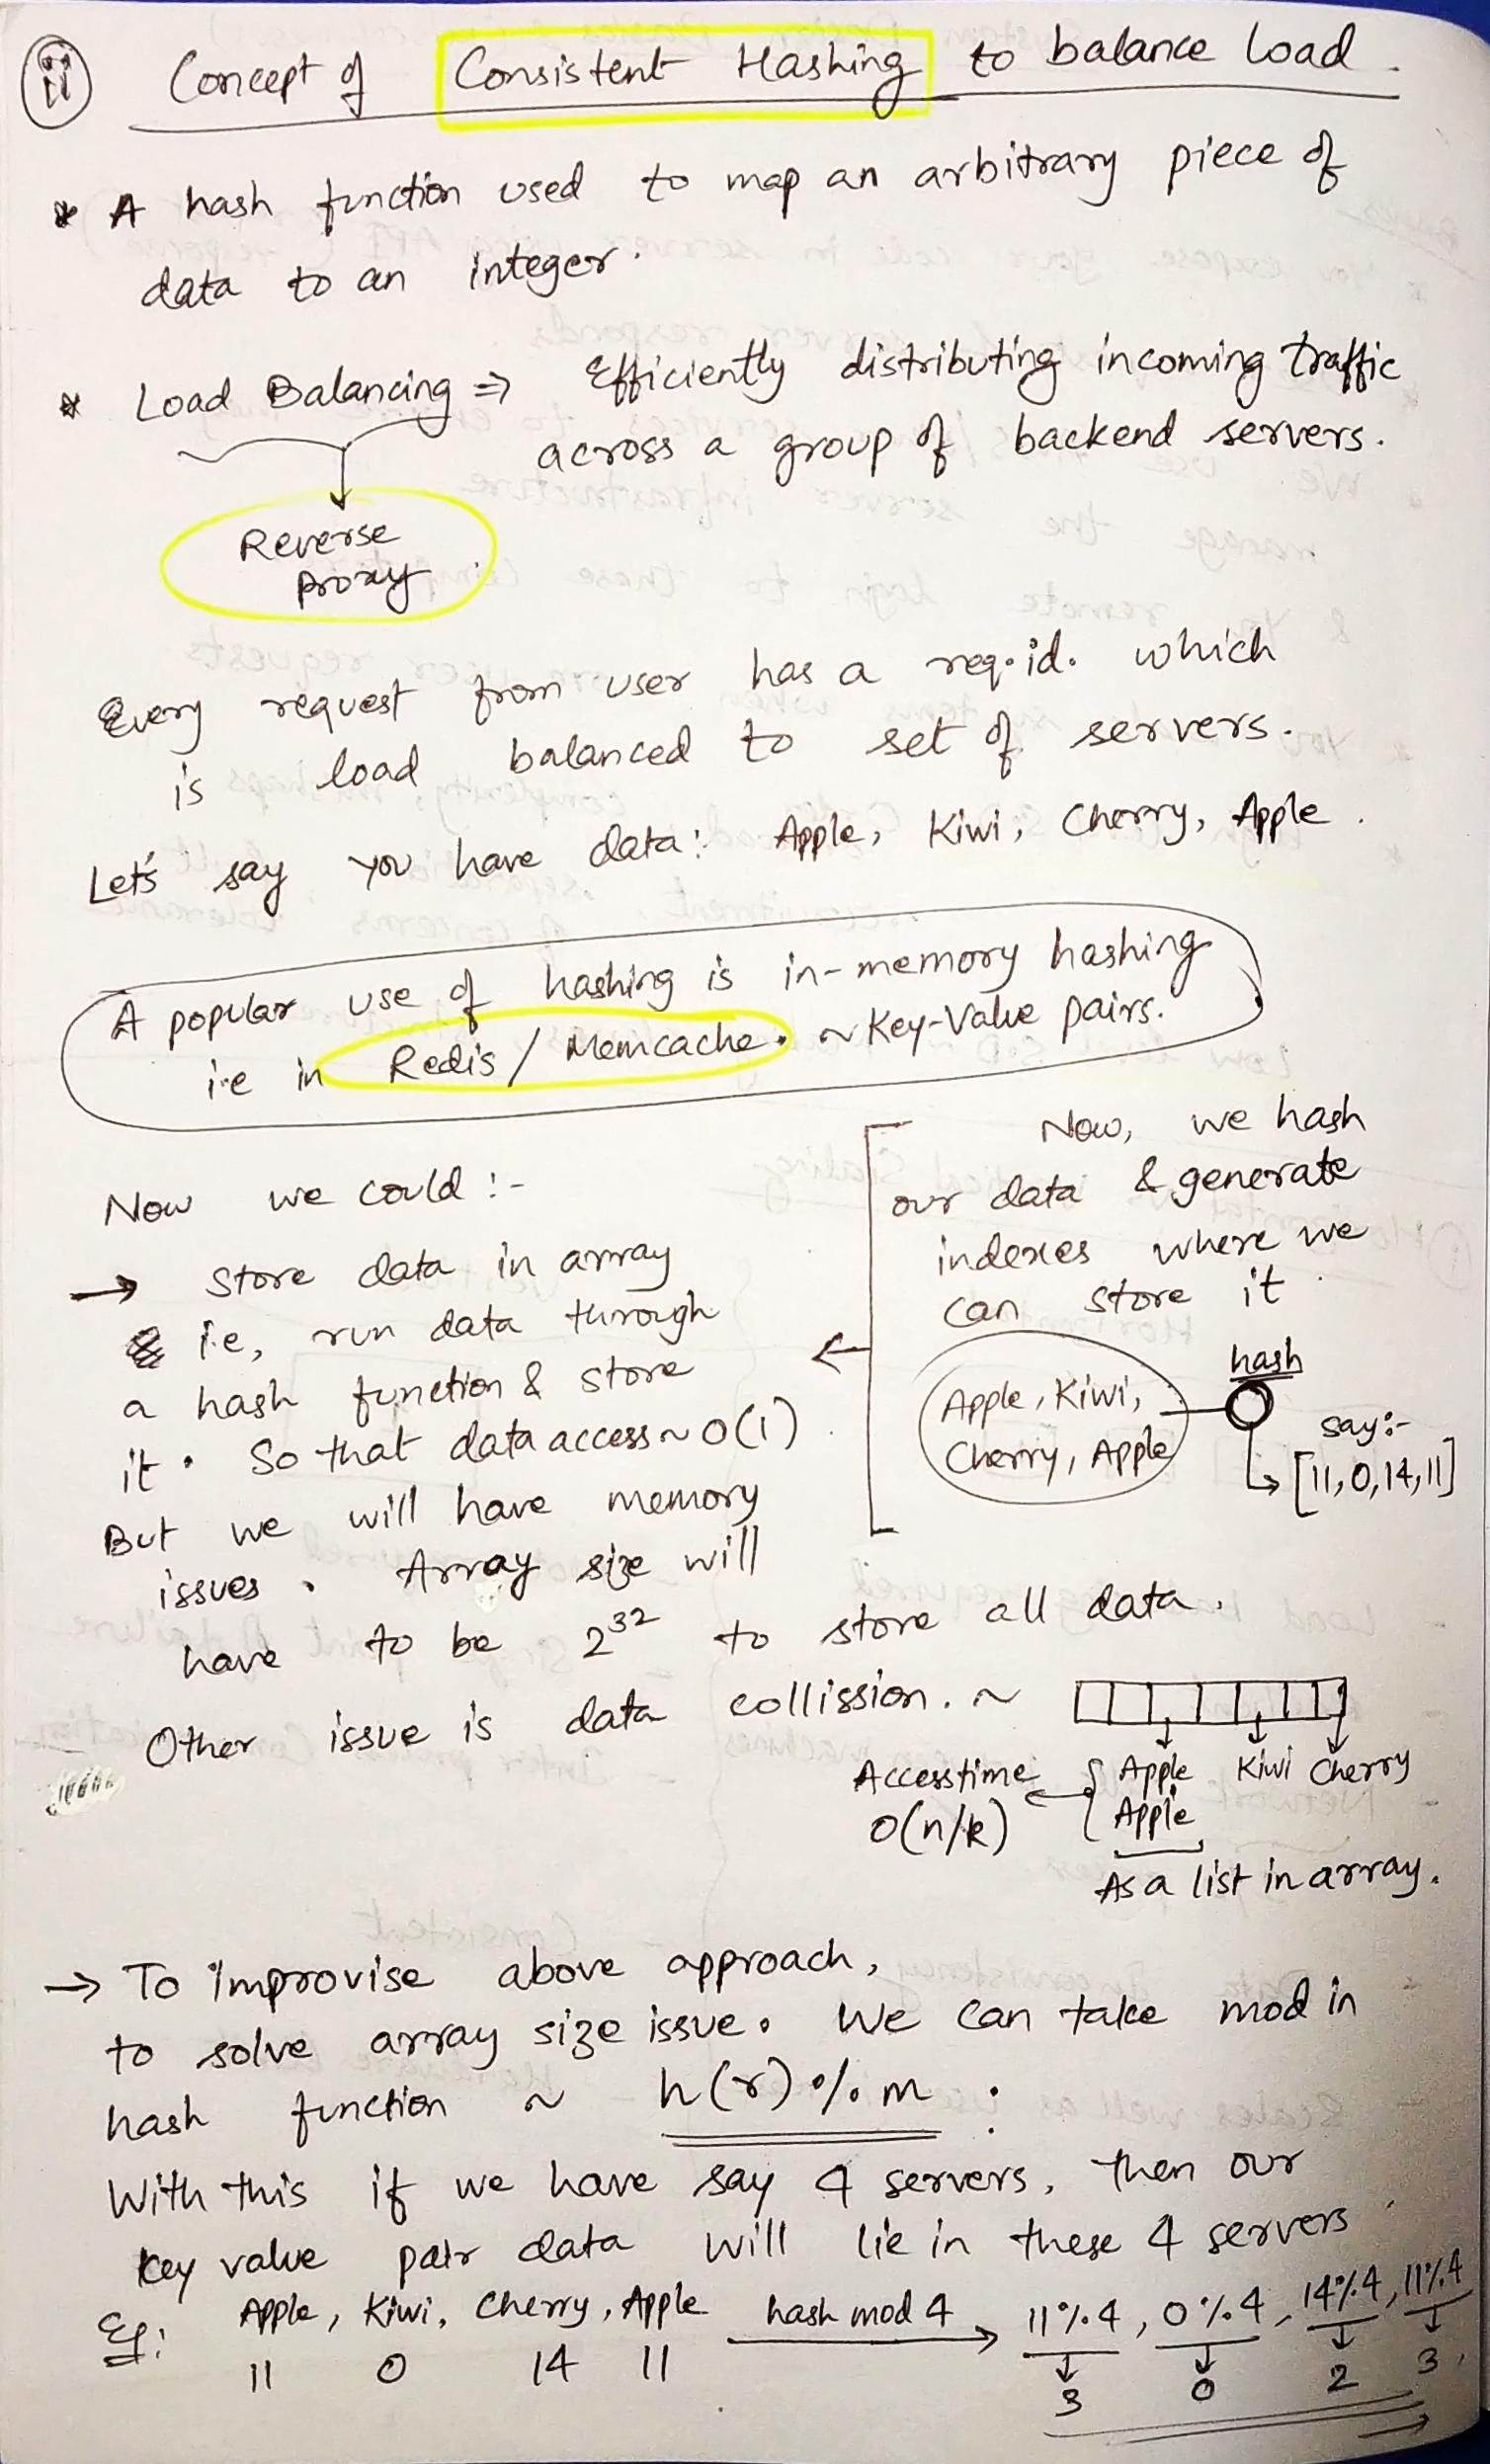 ii Concept of Consistent Hashing to balance load.
* A hash function used to map an arbitrary piece of
data to an integer.
* Load Balancing ⇒ Efficiently distributing incoming traffic
across a group of backend servers.
Reverse
Proxy
Every request from user has a req.id. which
is load balanced to set of servers.
Let's say you have data: Apple, Kiwi, Cherry, Apple.
A popular use of hashing is in-memory hashing
i.e in Redis / Memcache. ~ Key-Value pairs.
Now we could :-
→ Store data in array
i.e, run data through
a hash function & store
it. So that data access ~ O(1)
But we will have memory
issues. Array size will
have to be 2^32 to store all data.
Now, we hash
our data & generate
indexes where we
can store it.
hash
Apple, Kiwi,
Cherry, Apple
say:-
[11,0,14,11]
Other issue is data collission. ~
Apple Kiwi Cherry
Apple
Access time
O(n/k)
As a list in array.
→ To improvise above approach,
to solve array size issue. We can take mod in
hash function ~ h(r) % m.
With this if we have say 4 servers, then our
key value pair data will lie in these 4 servers.
Eg: Apple, Kiwi, Cherry, Apple hash mod 4 → 11%4, 0%4, 14%4, 11%4
11 0 14 11 3 0 2 3